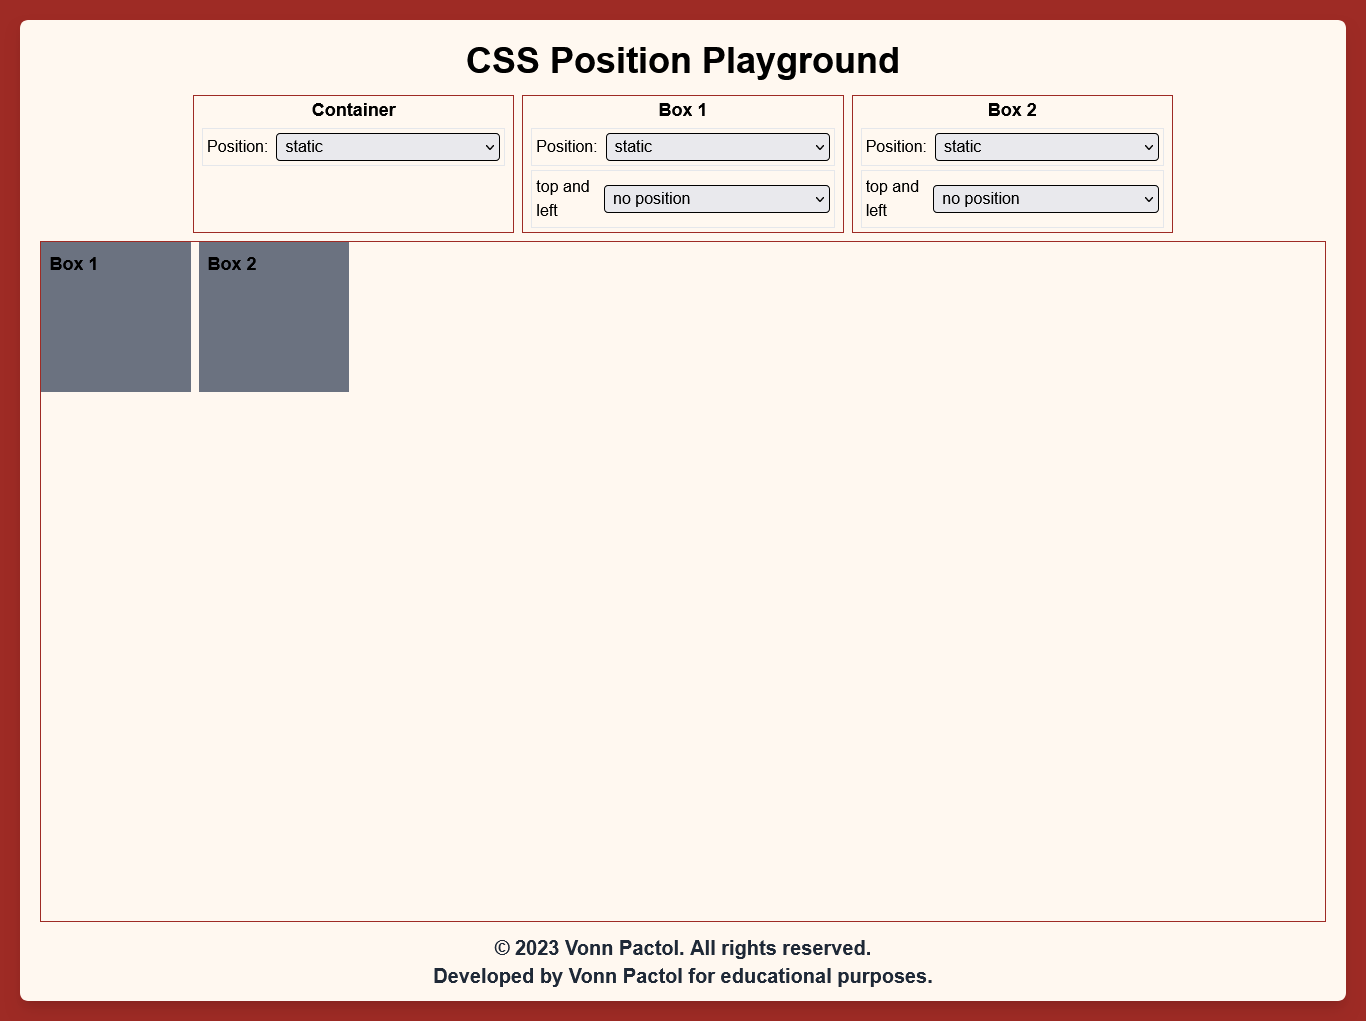 CSS Position Playground
Container
Position: static
Box 1
Position: static
top and
left
no position
Box 2
Position: static
top and
left
no position
Box 1
Box 2
© 2023 Vonn Pactol. All rights reserved.
Developed by Vonn Pactol for educational purposes.